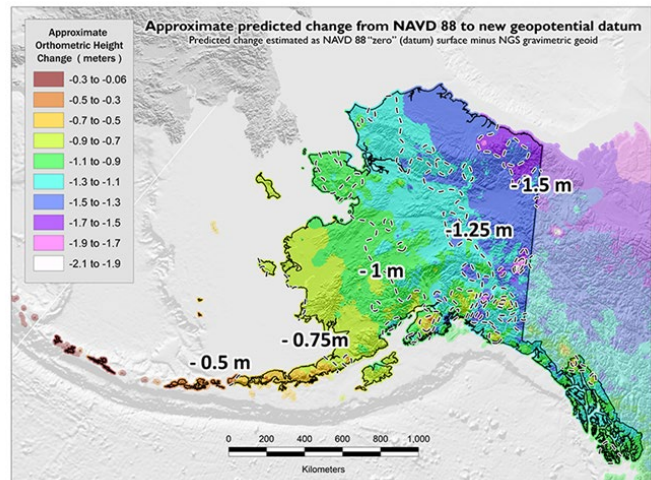 Approximate predicted change from NAVD 88 to new geopotential datum
Predicted change estimated as NAVD 88 "zero" (datum) surface minus NGS gravimetric geoid
Approximate
Orthometric Height
Change ( meters)
-0.3 to -0.06
-0.5 to -0.3
-0.7 to -0.5
-0.9 to -0.7
-1.1 to -0.9
-1.3 to -1.1
-1.5 to -1.3
-1.7 to -1.5
-1.9 to -1.7
-2.1 to -1.9
- 1.5 m
-1.25 m
- 1 m
- 0.75m
- 0.5 m
0 200 400 600 800 1,000
Kilometers